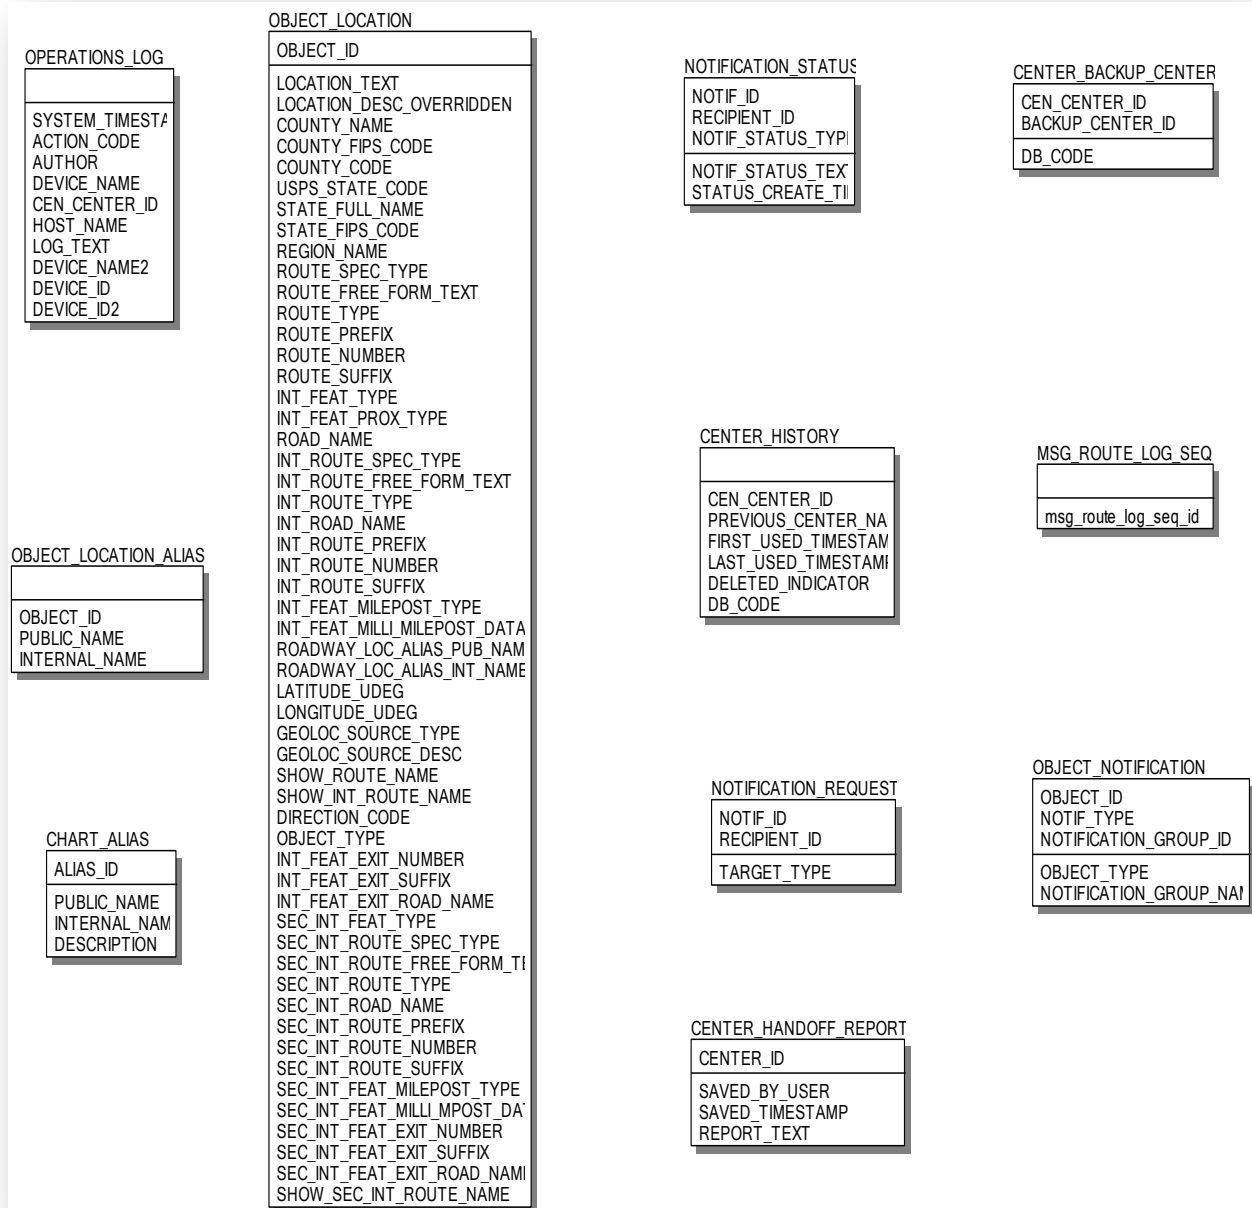 OPERATIONS_LOG
SYSTEM_TIMESTA
ACTION_CODE
AUTHOR
DEVICE_NAME
CEN_CENTER_ID
HOST_NAME
LOG_TEXT
DEVICE_NAME2
DEVICE_ID
DEVICE_ID2
OBJECT_LOCATION_ALIAS
OBJECT_ID
PUBLIC_NAME
INTERNAL_NAME
CHART_ALIAS
ALIAS_ID
PUBLIC_NAME
INTERNAL_NAM
DESCRIPTION
OBJECT_LOCATION
OBJECT_ID
LOCATION_TEXT
LOCATION_DESC_OVERRIDDEN
COUNTY_NAME
COUNTY_FIPS_CODE
COUNTY_CODE
USPS_STATE_CODE
STATE_FULL_NAME
STATE_FIPS_CODE
REGION_NAME
ROUTE_SPEC_TYPE
ROUTE_FREE_FORM_TEXT
ROUTE_TYPE
ROUTE_PREFIX
ROUTE_NUMBER
ROUTE_SUFFIX
INT_FEAT_TYPE
INT_FEAT_PROX_TYPE
ROAD_NAME
INT_ROUTE_SPEC_TYPE
INT_ROUTE_FREE_FORM_TEXT
INT_ROUTE_TYPE
INT_ROAD_NAME
INT_ROUTE_PREFIX
INT_ROUTE_NUMBER
INT_ROUTE_SUFFIX
INT_FEAT_MILEPOST_TYPE
INT_FEAT_MILLI_MILEPOST_DATA
ROADWAY_LOC_ALIAS_PUB_NAM
ROADWAY_LOC_ALIAS_INT_NAME
LATITUDE_UDEG
LONGITUDE_UDEG
GEOLOC_SOURCE_TYPE
GEOLOC_SOURCE_DESC
SHOW_ROUTE_NAME
SHOW_INT_ROUTE_NAME
DIRECTION_CODE
OBJECT_TYPE
INT_FEAT_EXIT_NUMBER
INT_FEAT_EXIT_SUFFIX
INT_FEAT_EXIT_ROAD_NAME
SEC_INT_FEAT_TYPE
SEC_INT_ROUTE_SPEC_TYPE
SEC_INT_ROUTE_FREE_FORM_TE
SEC_INT_ROUTE_TYPE
SEC_INT_ROAD_NAME
SEC_INT_ROUTE_PREFIX
SEC_INT_ROUTE_NUMBER
SEC_INT_ROUTE_SUFFIX
SEC_INT_FEAT_MILEPOST_TYPE
SEC_INT_FEAT_MILLI_MPOST_DAT
SEC_INT_FEAT_EXIT_NUMBER
SEC_INT_FEAT_EXIT_SUFFIX
SEC_INT_FEAT_EXIT_ROAD_NAME
SHOW_SEC_INT_ROUTE_NAME
NOTIFICATION_STATUS
NOTIF_ID
RECIPIENT_ID
NOTIF_STATUS_TYPE
NOTIF_STATUS_TEXT
STATUS_CREATE_TI
CENTER_HISTORY
CEN_CENTER_ID
PREVIOUS_CENTER_NA
FIRST_USED_TIMESTAM
LAST_USED_TIMESTAMP
DELETED_INDICATOR
DB_CODE
NOTIFICATION_REQUEST
NOTIF_ID
RECIPIENT_ID
TARGET_TYPE
CENTER_HANDOFF_REPORT
CENTER_ID
SAVED_BY_USER
SAVED_TIMESTAMP
REPORT_TEXT
CENTER_BACKUP_CENTER
CEN_CENTER_ID
BACKUP_CENTER_ID
DB_CODE
MSG_ROUTE_LOG_SEQ
msg_route_log_seq_id
OBJECT_NOTIFICATION
OBJECT_ID
NOTIF_TYPE
NOTIFICATION_GROUP_ID
OBJECT_TYPE
NOTIFICATION_GROUP_NAM